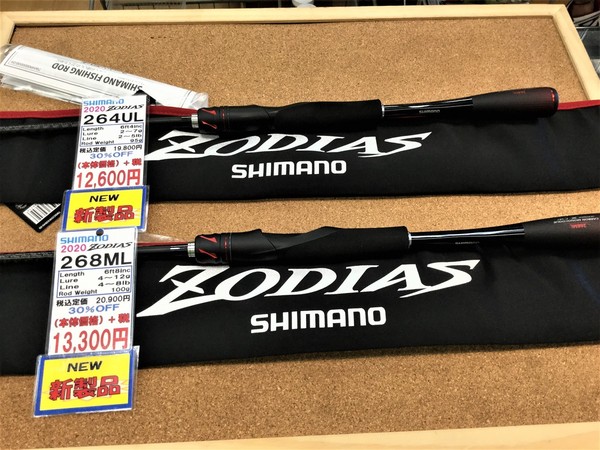 SHIMANO FISHING ROD
SHIMANO
2020 ZODIAS
264UL
Length 6ft4inc
Lure 2～7g
Line 2～6lb
Rod Weight 95g
税込定価 19,800円
30%OFF
(本体価格)+税
12,600円
NEW
新製品
ZODIAS
SHIMANO
SHIMANO
2020 ZODIAS
268ML
Length 6ft8inc
Lure 4～12g
Line 4～8lb
Rod Weight 100g
税込定価 20,900円
30%OFF
(本体価格)+税
13,300円
NEW
新製品
ZODIAS
SHIMANO